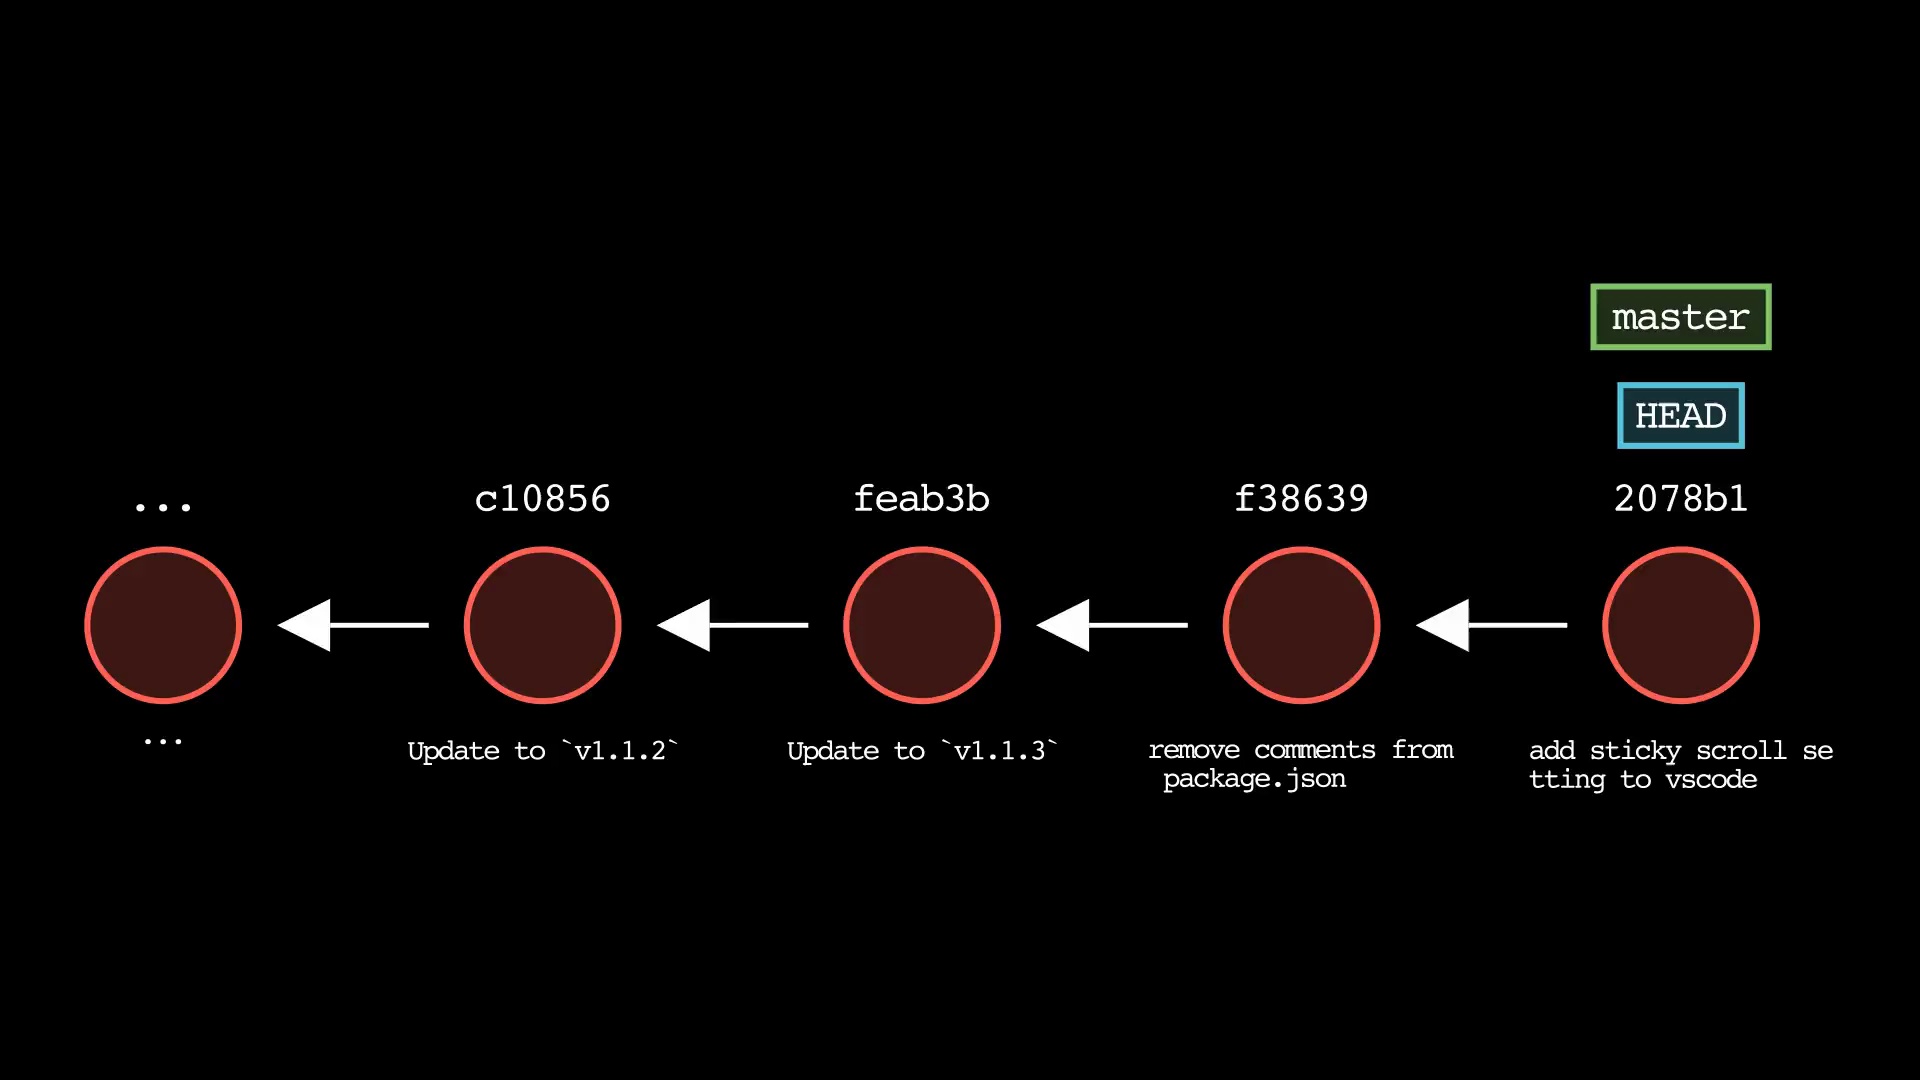 master
HEAD
...
c10856
feab3b
f38639
2078b1
...
Update to `v1.1.2`
Update to `v1.1.3`
remove comments from
package.json
add sticky scroll se
tting to vscode